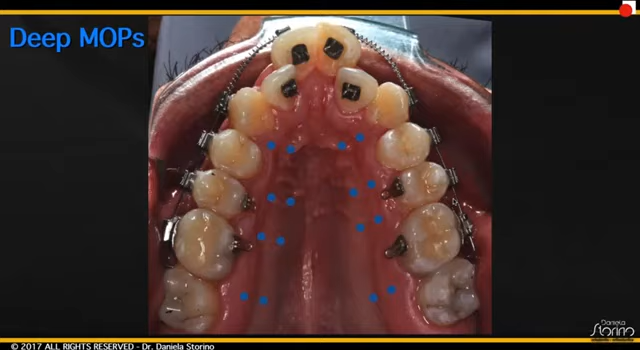 Deep MOPs
Daniela
Storino
© 2017 ALL RIGHTS RESERVED - Dr. Daniela Storino